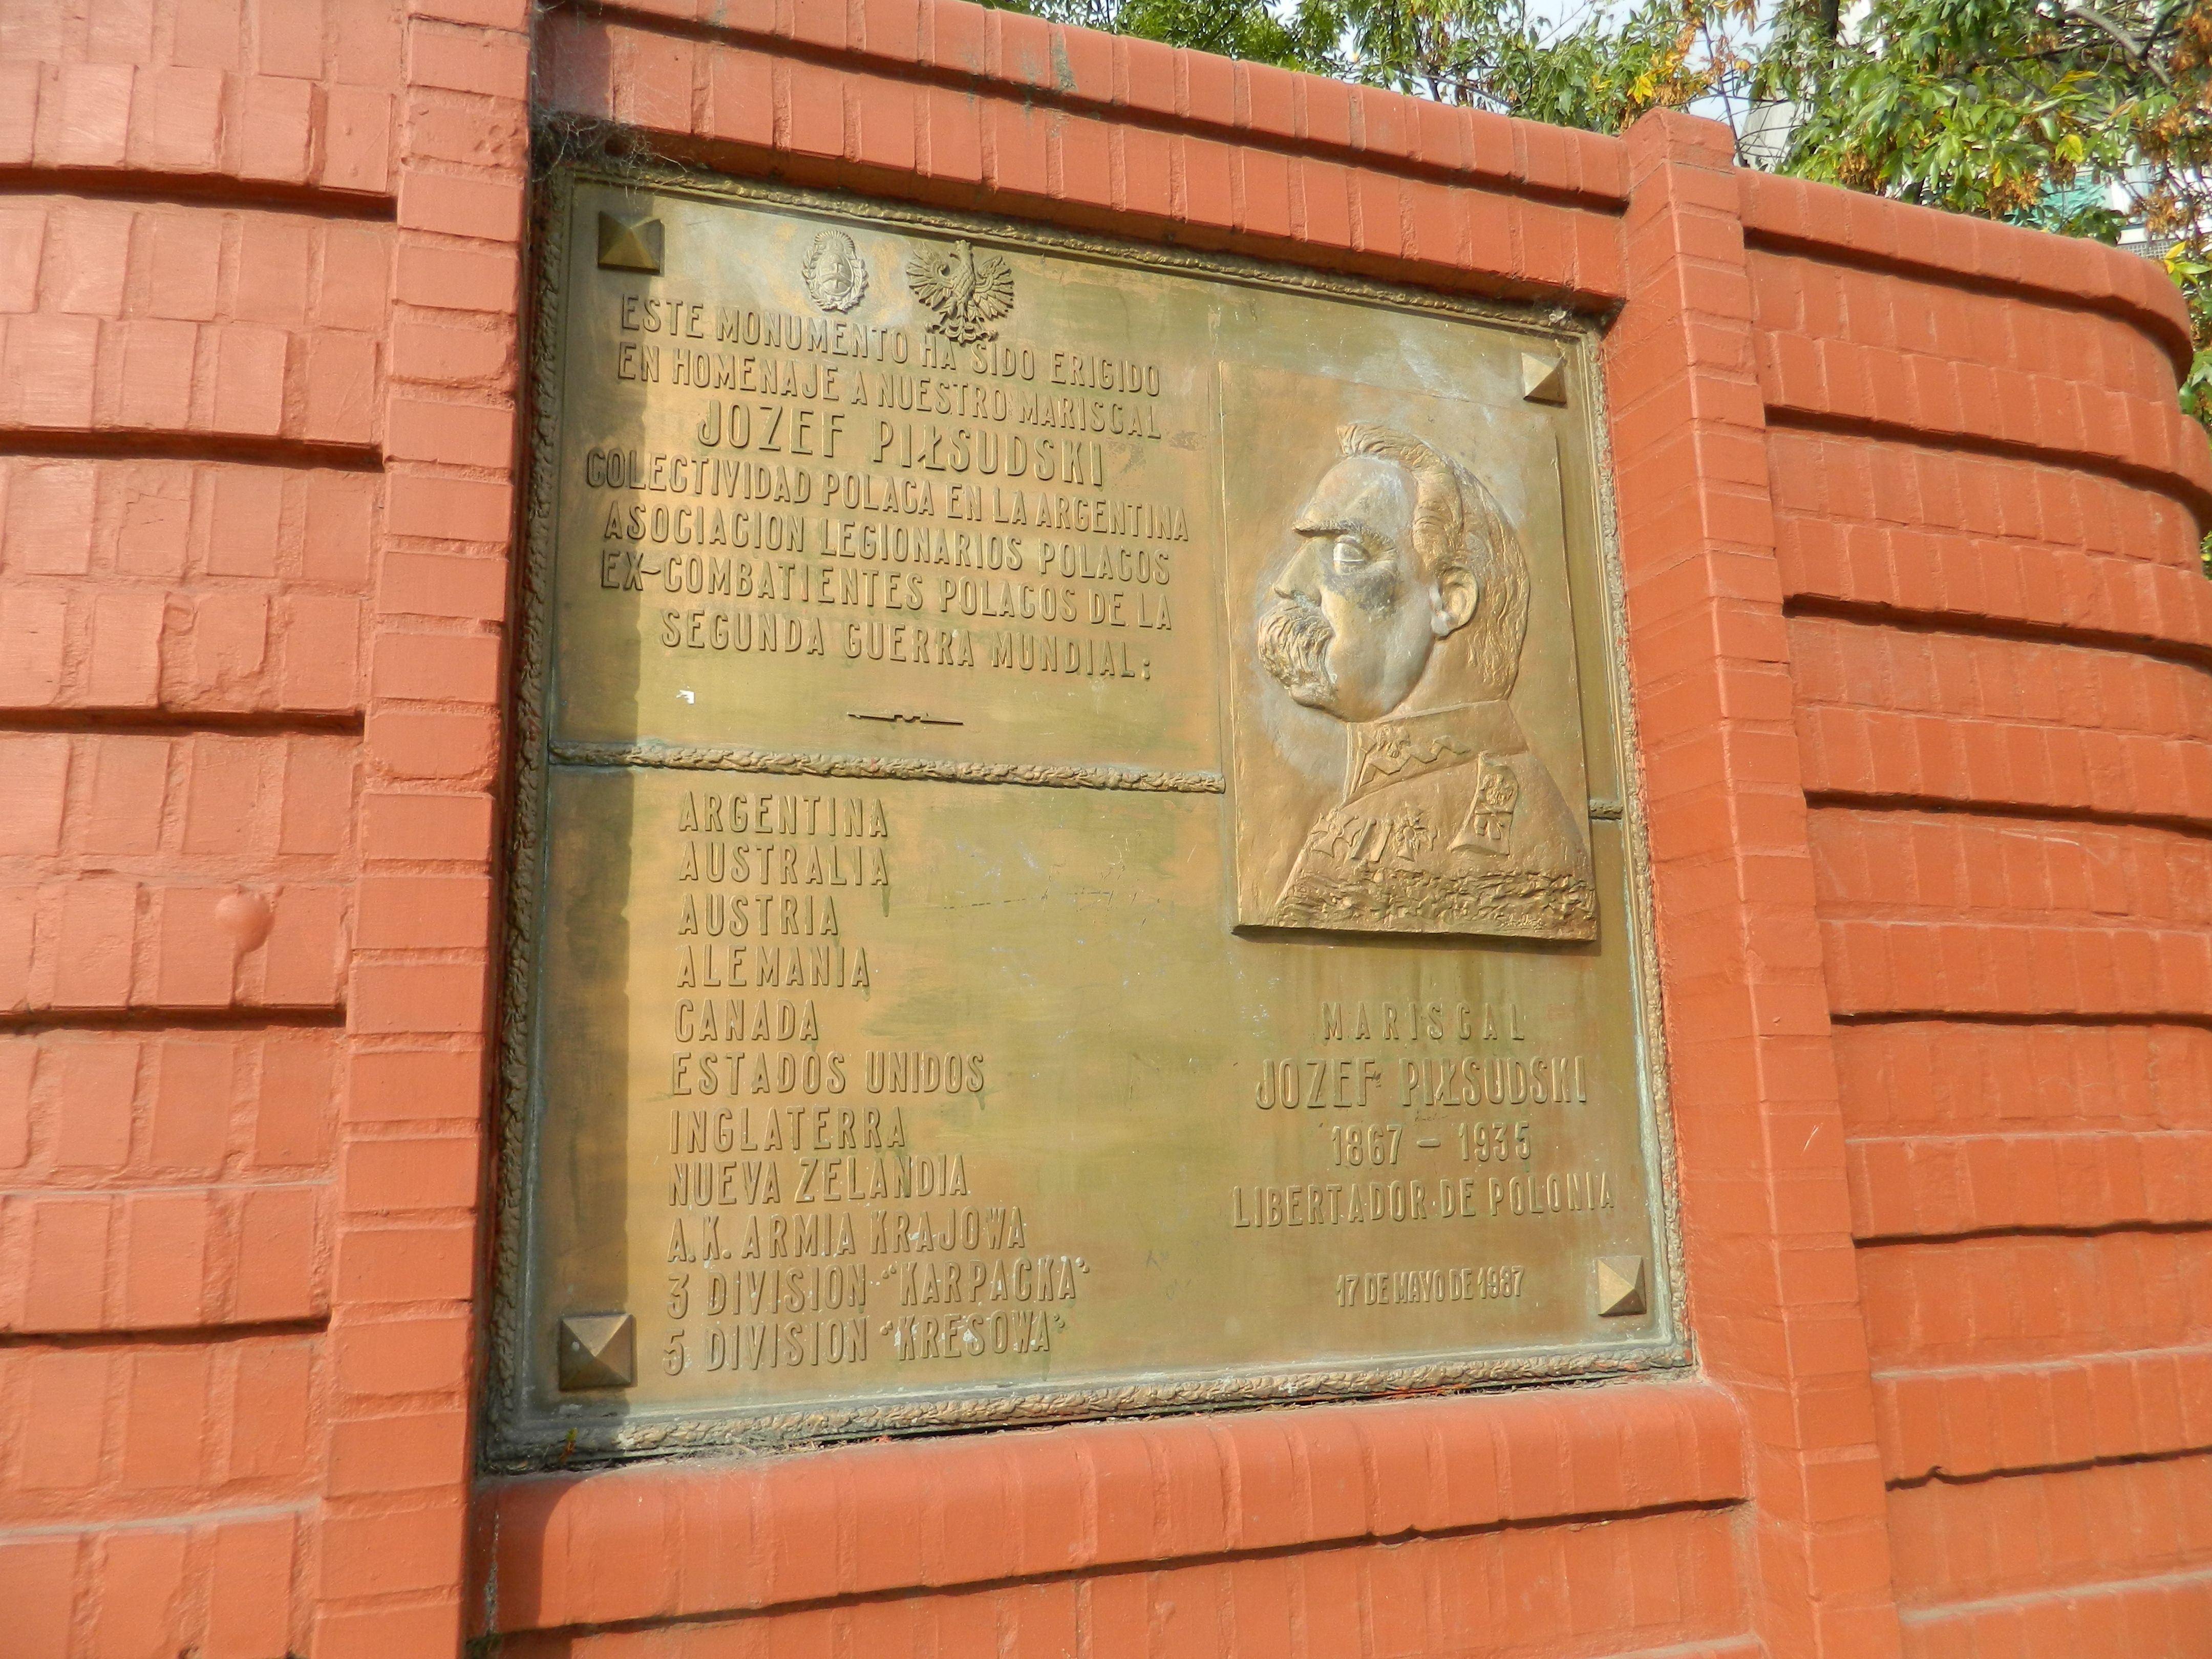 ESTE MONUMENTO HA SIDO ERIGIDO
EN HOMENAJE A NUESTRO MARISCAL
JOZEF PIŁSUDSKI
COLECTIVIDAD POLACA EN LA ARGENTINA
ASOCIACION LEGIONARIOS POLACOS
EX-COMBATIENTES POLACOS DE LA
SEGUNDA GUERRA MUNDIAL;
ARGENTINA
AUSTRALIA
AUSTRIA
ALEMANIA
CANADA
ESTADOS UNIDOS
INGLATERRA
NUEVA ZELANDIA
A.K. ARMIA KRAJOWA
3 DIVISION "KARPACKA"
5 DIVISION "KRESOWA"
MARISCAL
JOZEF PIŁSUDSKI
1867 - 1935
LIBERTADOR DE POLONIA
17 DE MAYO DE 1987